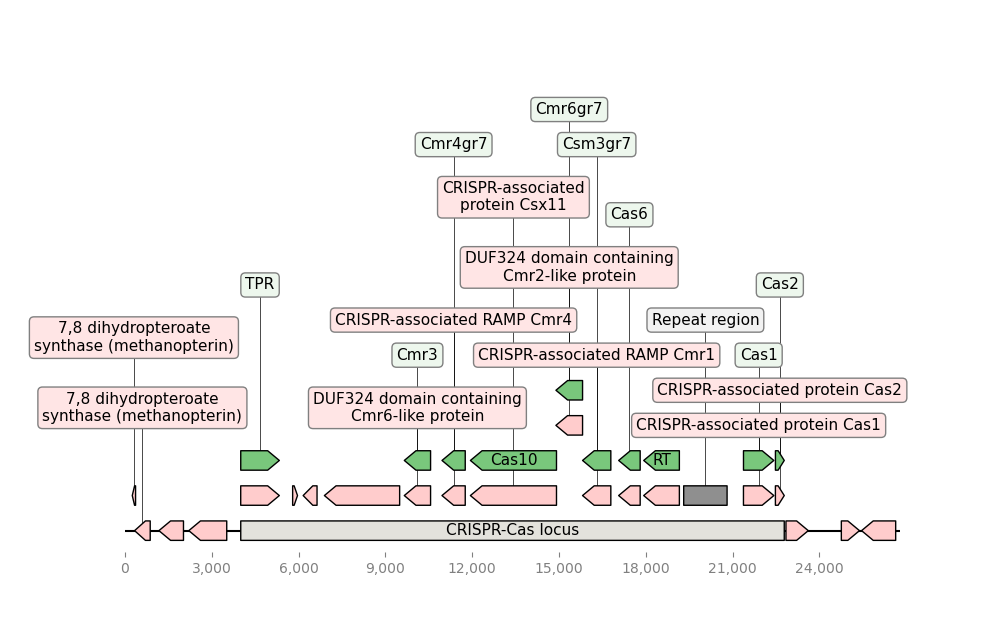 Cmr6gr7
Cmr4gr7
Csm3gr7
CRISPR-associated
protein Csx11
Cas6
DUF324 domain containing
Cmr2-like protein
TPR
Cas2
7,8 dihydropteroate
synthase (methanopterin)
CRISPR-associated RAMP Cmr4
Repeat region
Cmr3
CRISPR-associated RAMP Cmr1
Cas1
7,8 dihydropteroate
synthase (methanopterin)
DUF324 domain containing
Cmr6-like protein
CRISPR-associated protein Cas2
CRISPR-associated protein Cas1
Cas10
RT
CRISPR-Cas locus
0
3,000
6,000
9,000
12,000
15,000
18,000
21,000
24,000